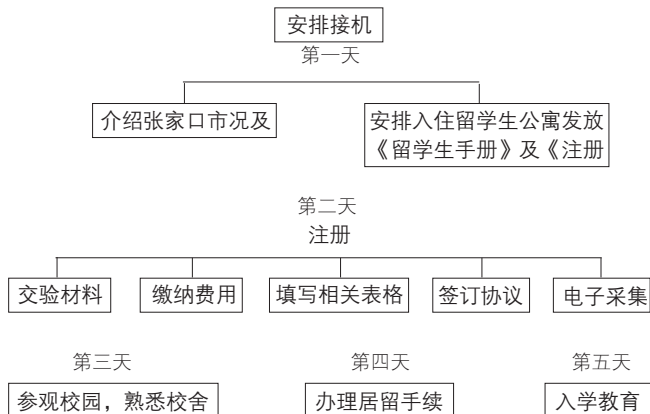 安排接机
第一天
介绍张家口市况及
安排入住留学生公寓发放
《留学生手册》及《注册
第二天
注册
交验材料
缴纳费用
填写相关表格
签订协议
电子采集
第三天
第四天
第五天
参观校园，熟悉校舍
办理居留手续
入学教育